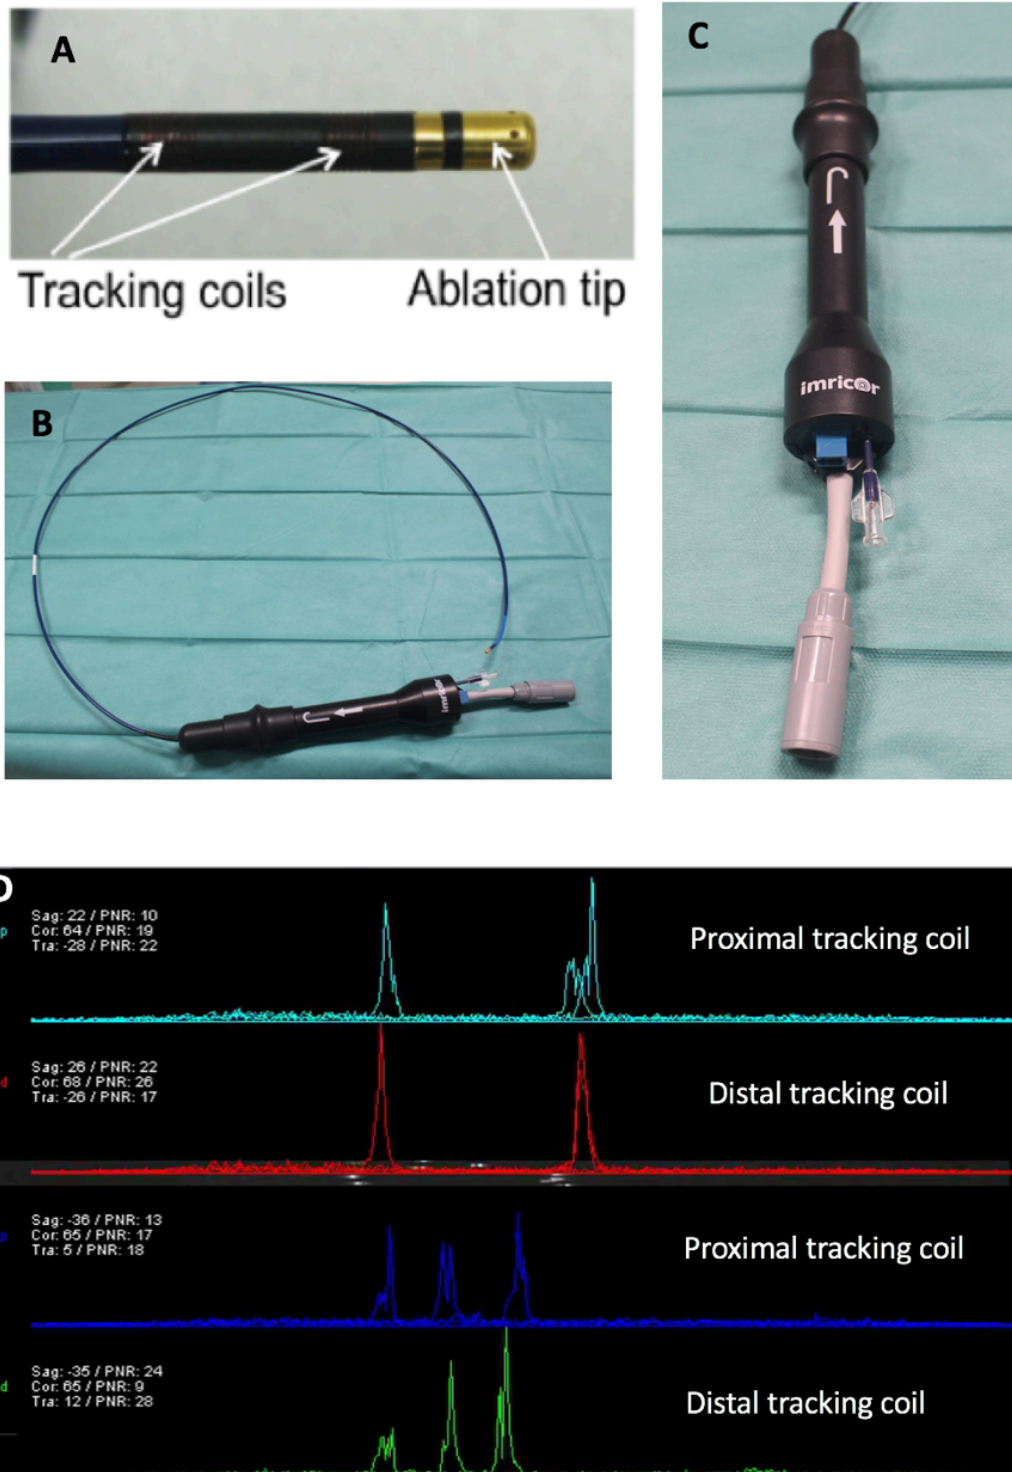 A
Tracking coils
Ablation tip
B
imricor
C
imricor
D
p
Sag: 22 / PNR: 10
Cor: 64 / PNR: 19
Tra: -28 / PNR: 22
Proximal tracking coil
d
Sag: 26 / PNR: 22
Cor: 68 / PNR: 26
Tra: -26 / PNR: 17
Distal tracking coil
p
Sag: -36 / PNR: 13
Cor: 65 / PNR: 17
Tra: 5 / PNR: 18
Proximal tracking coil
d
Sag: -35 / PNR: 24
Cor: 65 / PNR: 9
Tra: 12 / PNR: 28
Distal tracking coil